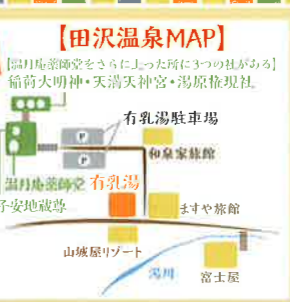 【田沢温泉MAP】
【温月庵薬師堂をさらに上った所に3つの社がある】
稲荷大明神・天満天神宮・湯原権現社
有乳湯駐車場
P
P
和泉家旅館
温月庵薬師堂
有乳湯
子安地蔵尊
ますや旅館
山城屋リゾート
湯川
富士屋